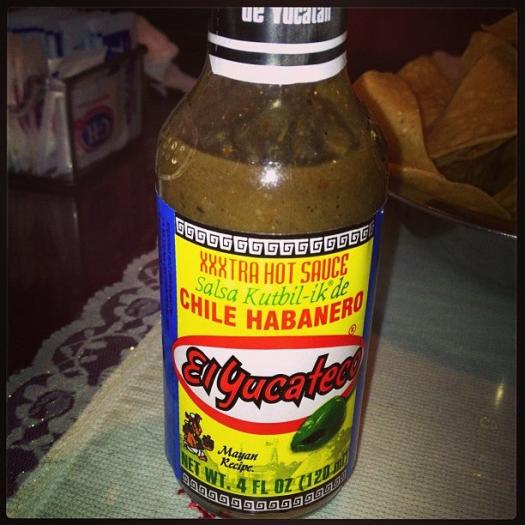 de Yucatán
XXXTRA HOT SAUCE
Salsa Kutbil-ik® de
CHILE HABANERO
®
El Yucateco
Mayan
Recipe.
NET WT. 4 FL OZ (120 ml)
C&H